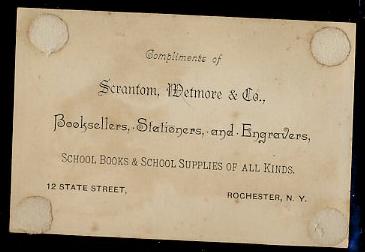 Compliments of
Scrantom, Wetmore & Co.,
Booksellers, Stationers, and Engravers,
SCHOOL BOOKS & SCHOOL SUPPLIES OF ALL KINDS.
12 STATE STREET, ROCHESTER, N. Y.